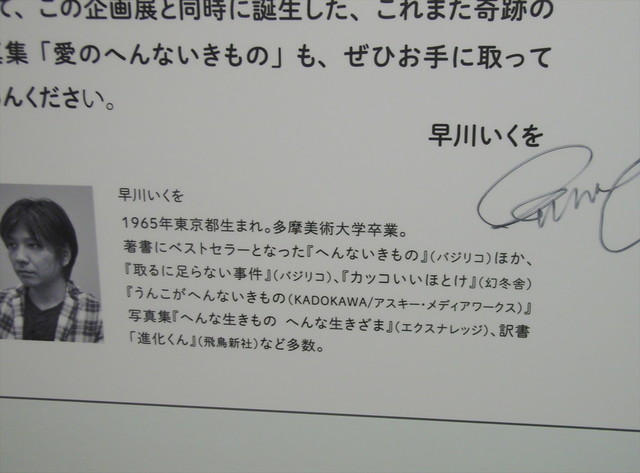 て、この企画展と同時に誕生した、これまた奇跡の
集「愛のへんないきもの」も、ぜひお手に取って
んください。
早川いくを
早川いくを
1965年東京都生まれ。多摩美術大学卒業。
著書にベストセラーとなった『へんないきもの』(バジリコ)ほか、
『取るに足らない事件』(バジリコ)、『カッコいいほとけ』(幻冬舎)
『うんこがへんないきもの(KADOKAWA/アスキー・メディアワークス)』
写真集『へんな生きもの へんな生きざま』(エクスナレッジ)、訳書
「進化くん』(飛鳥新社)など多数。